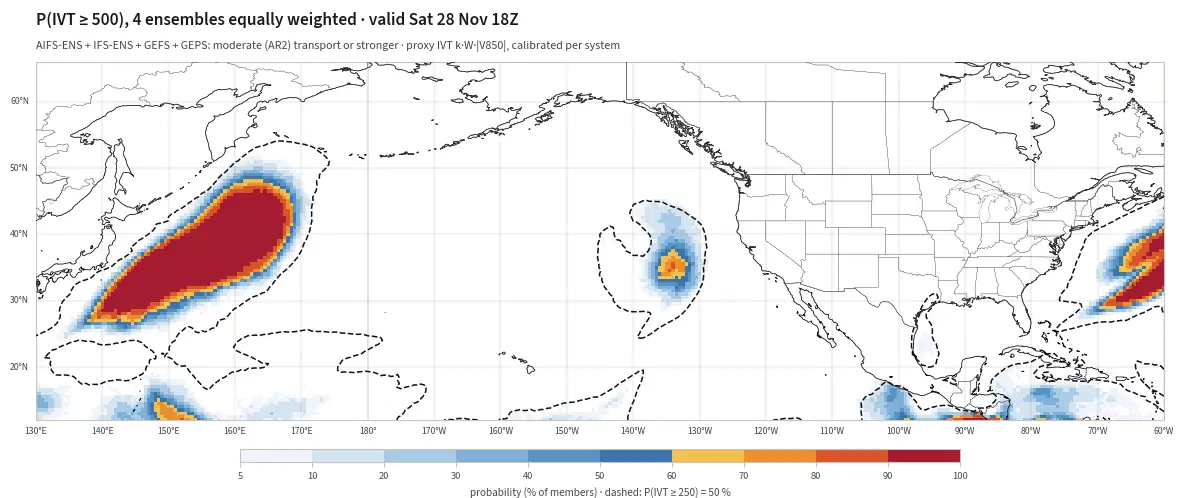 P(IVT ≥ 500), 4 ensembles equally weighted · valid Sat 28 Nov 18Z
AIFS-ENS + IFS-ENS + GEFS + GEPS: moderate (AR2) transport or stronger · proxy IVT k·W·|V850|, calibrated per system
60°N
50°N
40°N
30°N
20°N
130°E 140°E 150°E 160°E 170°E 180° 170°W 160°W 150°W 140°W 130°W 120°W 110°W 100°W 90°W 80°W 70°W 60°W
5 10 20 30 40 50 60 70 80 90 100
probability (% of members) · dashed: P(IVT ≥ 250) = 50 %